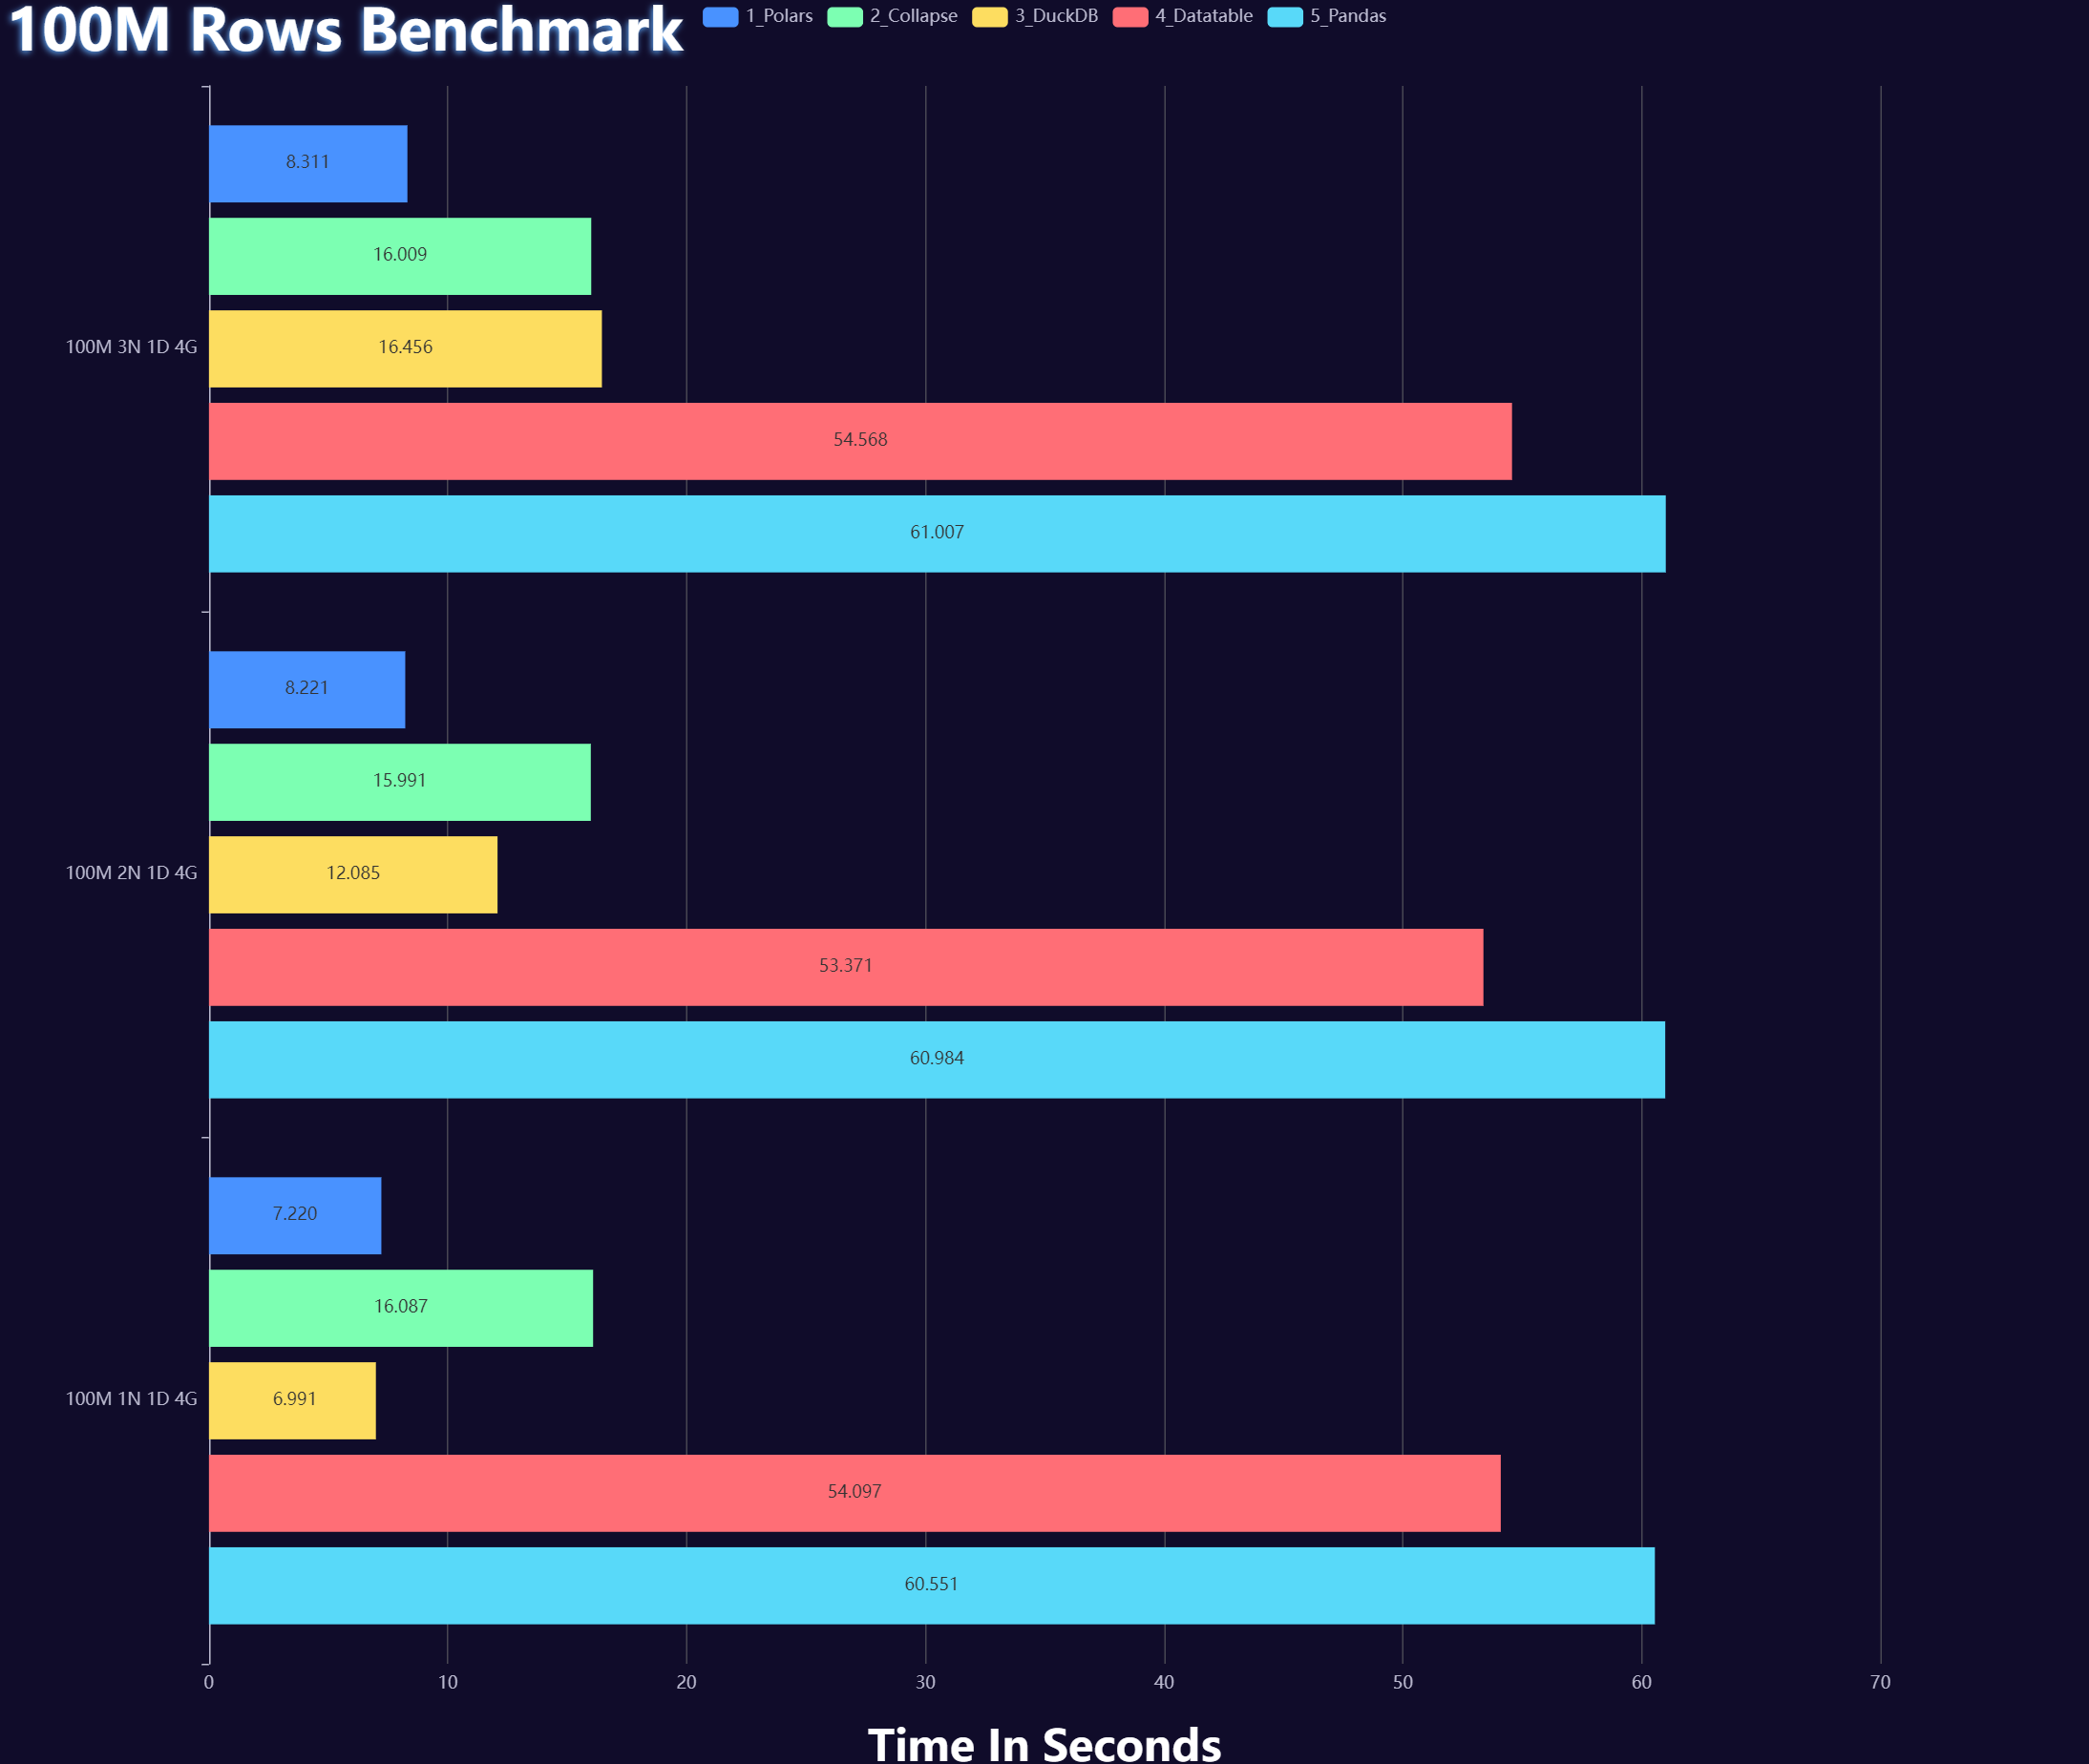 100M Rows Benchmark
1_Polars 2_Collapse 3_DuckDB 4_Datatable 5_Pandas
8.311
16.009
100M 3N 1D 4G 16.456
54.568
61.007
8.221
15.991
100M 2N 1D 4G 12.085
53.371
60.984
7.220
16.087
100M 1N 1D 4G 6.991
54.097
60.551
0 10 20 30 40 50 60 70
Time In Seconds